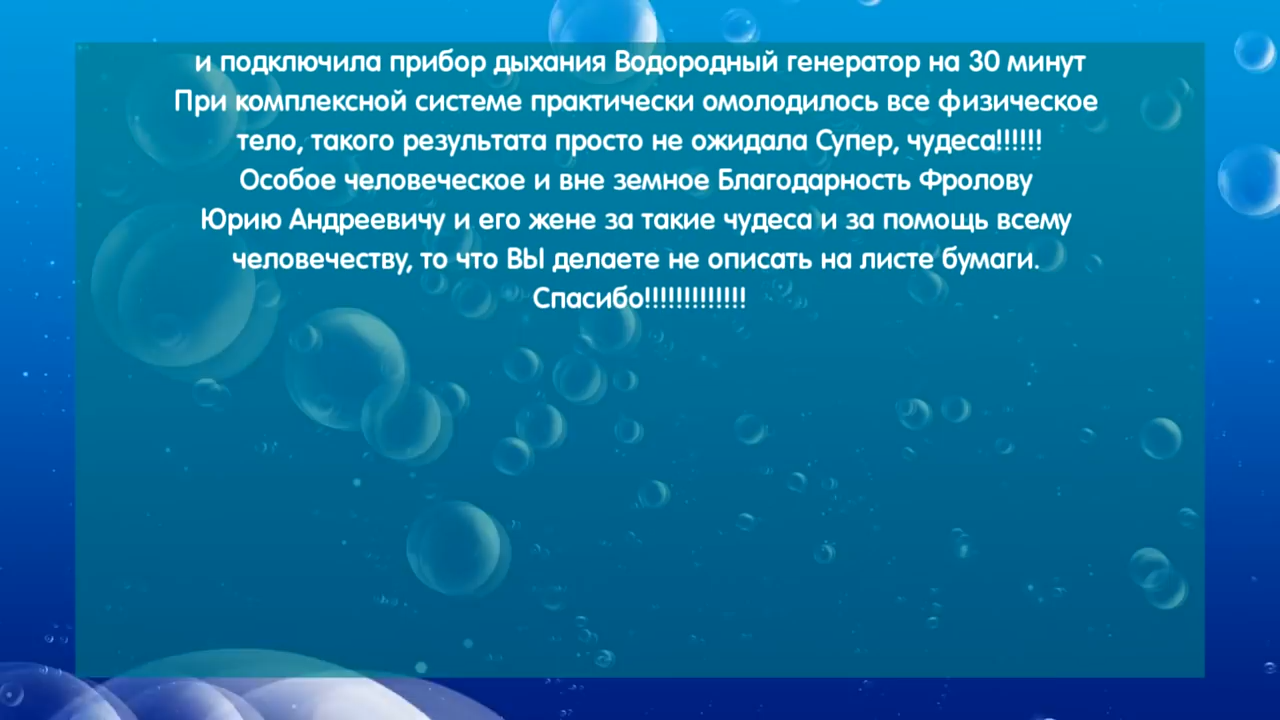 и подключила прибор дыхания Водородный генератор на 30 минут
При комплексной системе практически омолодилось все физическое
тело, такого результата просто не ожидала Супер, чудеса!!!!!!
Особое человеческое и вне земное Благодарность Фролову
Юрию Андреевичу и его жене за такие чудеса и за помощь всему
человечеству, то что ВЫ делаете не описать на листе бумаги.
Спасибо!!!!!!!!!!!!!